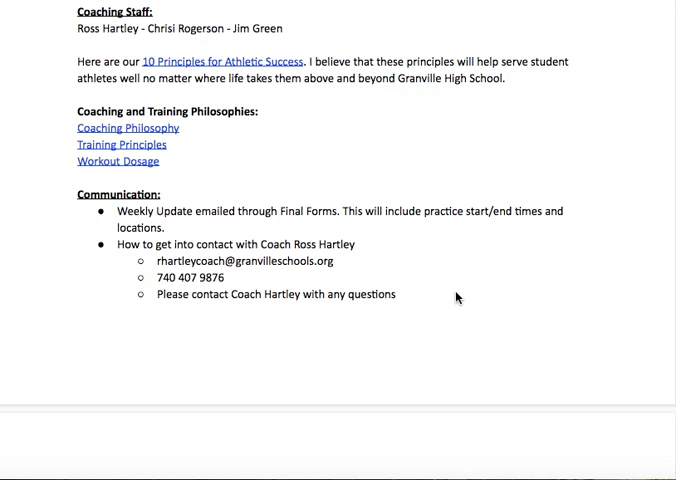 Coaching Staff:
Ross Hartley - Chrisi Rogerson - Jim Green
Here are our 10 Principles for Athletic Success. I believe that these principles will help serve student
athletes well no matter where life takes them above and beyond Granville High School.
Coaching and Training Philosophies:
Coaching Philosophy
Training Principles
Workout Dosage
Communication:
● Weekly Update emailed through Final Forms. This will include practice start/end times and
locations.
● How to get into contact with Coach Ross Hartley
○ rhartleycoach@granvilleschools.org
○ 740 407 9876
○ Please contact Coach Hartley with any questions